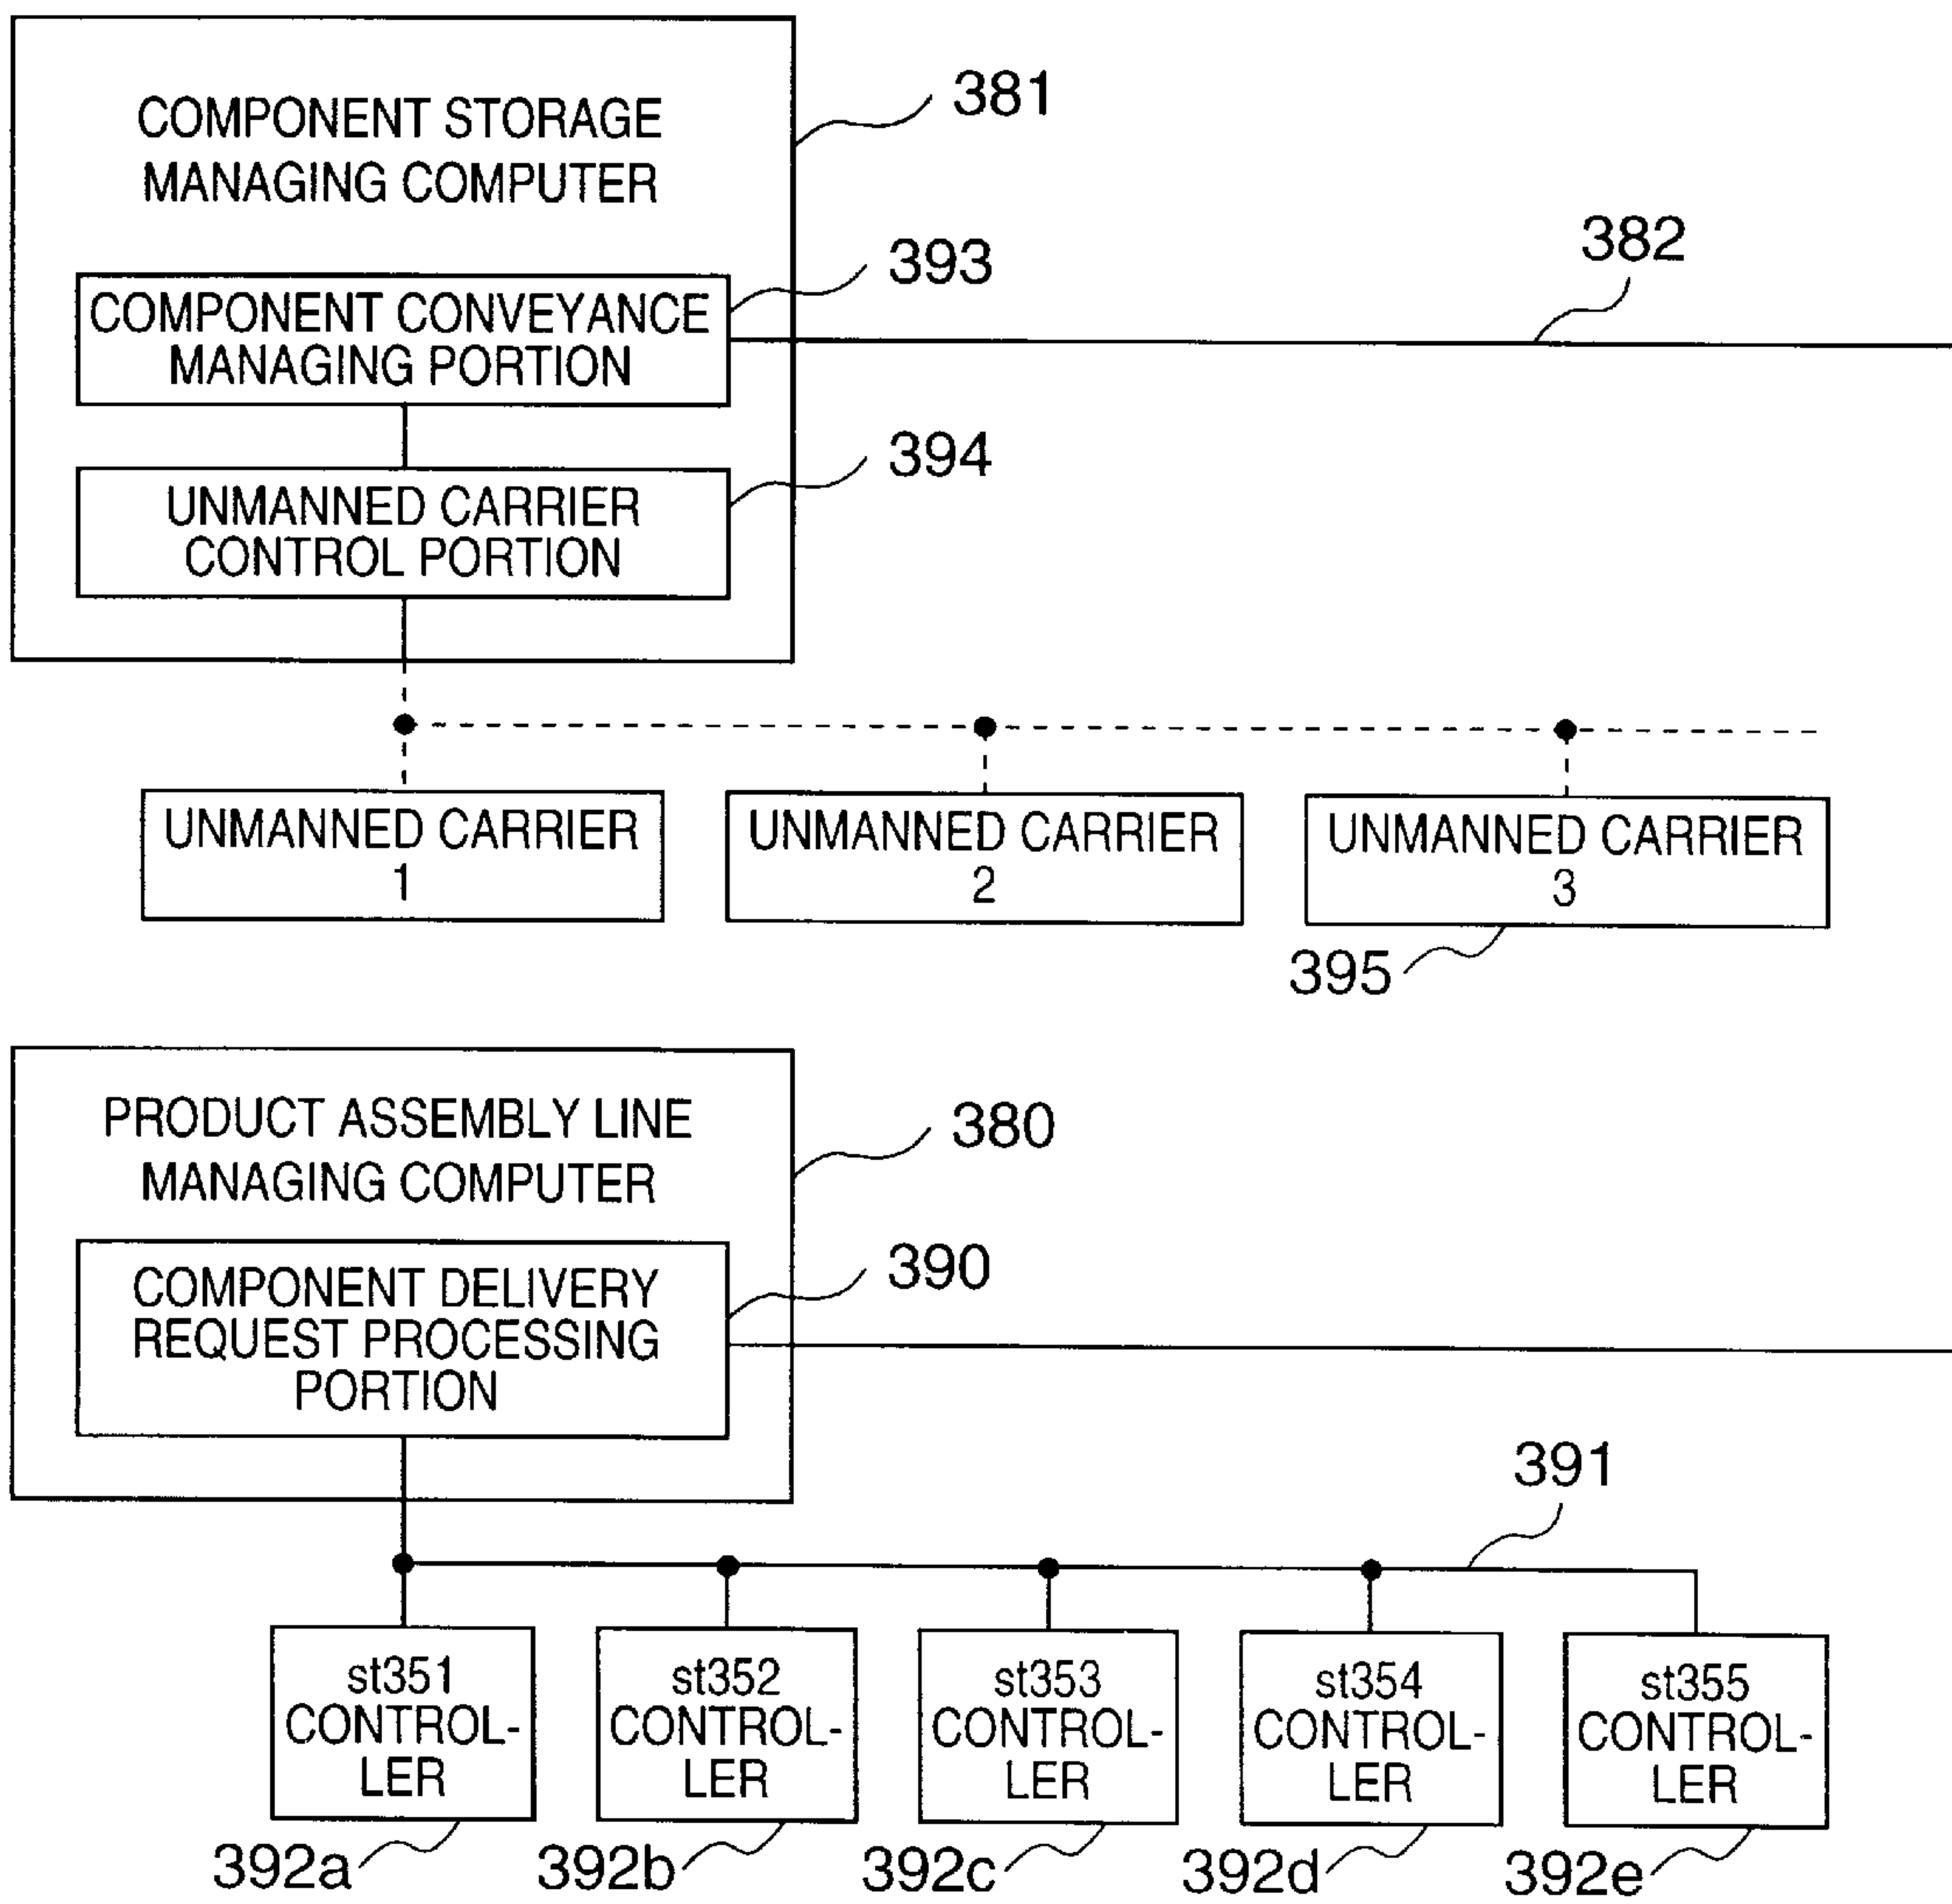 COMPONENT STORAGE
MANAGING COMPUTER
381
393
COMPONENT CONVEYANCE
MANAGING PORTION
382
394
UNMANNED CARRIER
CONTROL PORTION
UNMANNED CARRIER
1
UNMANNED CARRIER
2
UNMANNED CARRIER
3
395
PRODUCT ASSEMBLY LINE
MANAGING COMPUTER
380
390
COMPONENT DELIVERY
REQUEST PROCESSING
PORTION
391
st351
CONTROL-
LER
st352
CONTROL-
LER
st353
CONTROL-
LER
st354
CONTROL-
LER
st355
CONTROL-
LER
392a
392b
392c
392d
392e